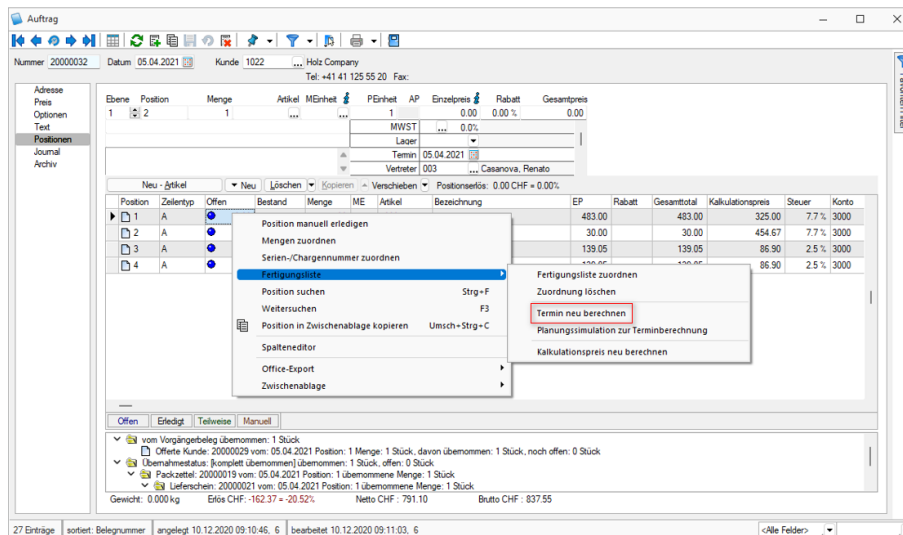 Auftrag
Nummer 20000032 Datum 05.04.2021 Kunde 1022 ... Holz Company
Tel: +41 41 125 55 20 Fax:
Adresse
Preis
Optionen
Text
Positionen
Journal
Archiv
Ebene Position Menge Artikel MEinheit PEinheit AP Einzelpreis Rabatt Gesamtpreis
1 2 1 ... ... 1 0.00 0.00 % 0.00
MWST ... 0.0%
Lager
Termin 05.04.2021
Vertreter 003 ... Casanova, Renato
Neu - Artikel Neu Löschen Kopieren Verschieben Positionserlös: 0.00 CHF = 0.00%
Position Zeilentyp Offen Bestand Menge ME Artikel Bezeichnung EP Rabatt Gesamttotal Kalkulationspreis Steuer Konto
1 A 483.00 483.00 325.00 7.7 % 3000
2 A 30.00 30.00 454.67 7.7 % 3000
3 A 139.05 139.05 86.90 2.5 % 3000
4 A 139.05 139.05 86.90 2.5 % 3000
Position manuell erledigen
Mengen zuordnen
Serien-/Chargennummer zuordnen
Fertigungsliste
Position suchen Strg+F
Weitersuchen F3
Position in Zwischenablage kopieren Umsch+Strg+C
Spalteneditor
Office-Export
Zwischenablage
Fertigungsliste zuordnen
Zuordnung löschen
Termin neu berechnen
Planungssimulation zur Terminberechnung
Kalkulationspreis neu berechnen
Offen Erledigt Teilweise Manuell
vom Vorgängerbeleg übernommen: 1 Stück
Offerte Kunde: 20000029 vom: 05.04.2021 Position: 1 Menge: 1 Stück, davon übernommen: 1 Stück, noch offen: 0 Stück
Übernahmestatus: [komplett übernommen] übernommen: 1 Stück, offen: 0 Stück
Packzettel: 20000019 vom: 05.04.2021 Position: 1 übernommene Menge: 1 Stück
Lieferschein: 20000021 vom: 05.04.2021 Position: 1 übernommene Menge: 1 Stück
Gewicht: 0.000 kg Erlös CHF: -162.37 = -20.52% Netto CHF : 791.10 Brutto CHF : 837.55
27 Einträge sortiert: Belegnummer angelegt 10.12.2020 09:10:46, 6 bearbeitet 10.12.2020 09:11:03, 6 <Alle Felder>